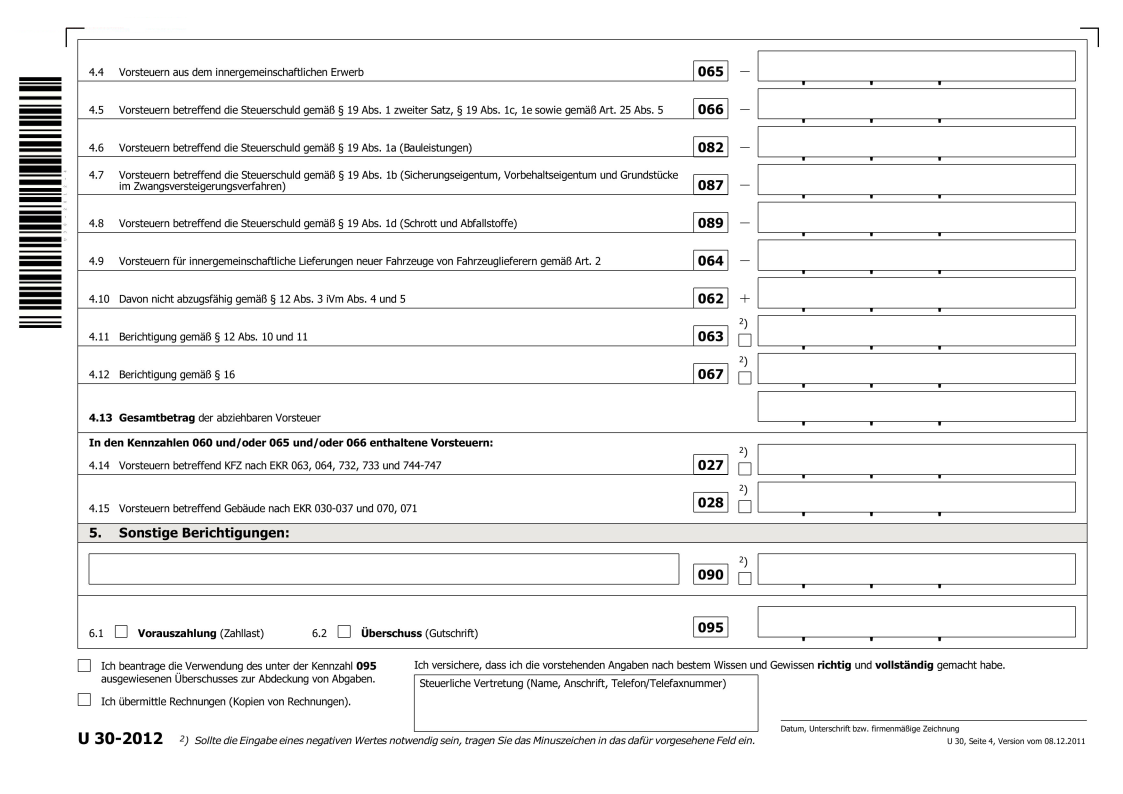 4.4 Vorsteuern aus dem innergemeinschaftlichen Erwerb 065 –
4.5 Vorsteuern betreffend die Steuerschuld gemäß § 19 Abs. 1 zweiter Satz, § 19 Abs. 1c, 1e sowie gemäß Art. 25 Abs. 5 066 –
4.6 Vorsteuern betreffend die Steuerschuld gemäß § 19 Abs. 1a (Bauleistungen) 082 –
4.7 Vorsteuern betreffend die Steuerschuld gemäß § 19 Abs. 1b (Sicherungseigentum, Vorbehaltseigentum und Grundstücke
im Zwangsversteigerungsverfahren) 087 –
4.8 Vorsteuern betreffend die Steuerschuld gemäß § 19 Abs. 1d (Schrott und Abfallstoffe) 089 –
4.9 Vorsteuern für innergemeinschaftliche Lieferungen neuer Fahrzeuge von Fahrzeuglieferern gemäß Art. 2 064 –
4.10 Davon nicht abzugsfähig gemäß § 12 Abs. 3 iVm Abs. 4 und 5 062 +
4.11 Berichtigung gemäß § 12 Abs. 10 und 11 063 2)
4.12 Berichtigung gemäß § 16 067 2)
4.13 Gesamtbetrag der abziehbaren Vorsteuer
In den Kennzahlen 060 und/oder 065 und/oder 066 enthaltene Vorsteuern:
4.14 Vorsteuern betreffend KFZ nach EKR 063, 064, 732, 733 und 744-747 027 2)
4.15 Vorsteuern betreffend Gebäude nach EKR 030-037 und 070, 071 028 2)
5. Sonstige Berichtigungen:
090 2)
6.1 Vorauszahlung (Zahllast) 6.2 Überschuss (Gutschrift) 095
Ich beantrage die Verwendung des unter der Kennzahl 095
ausgewiesenen Überschusses zur Abdeckung von Abgaben.
Ich übermittle Rechnungen (Kopien von Rechnungen).
Ich versichere, dass ich die vorstehenden Angaben nach bestem Wissen und Gewissen richtig und vollständig gemacht habe.
Steuerliche Vertretung (Name, Anschrift, Telefon/Telefaxnummer)
Datum, Unterschrift bzw. firmenmäßige Zeichnung
U 30-2012 2) Sollte die Eingabe eines negativen Wertes notwendig sein, tragen Sie das Minuszeichen in das dafür vorgesehene Feld ein.
U 30, Seite 4, Version vom 08.12.2011